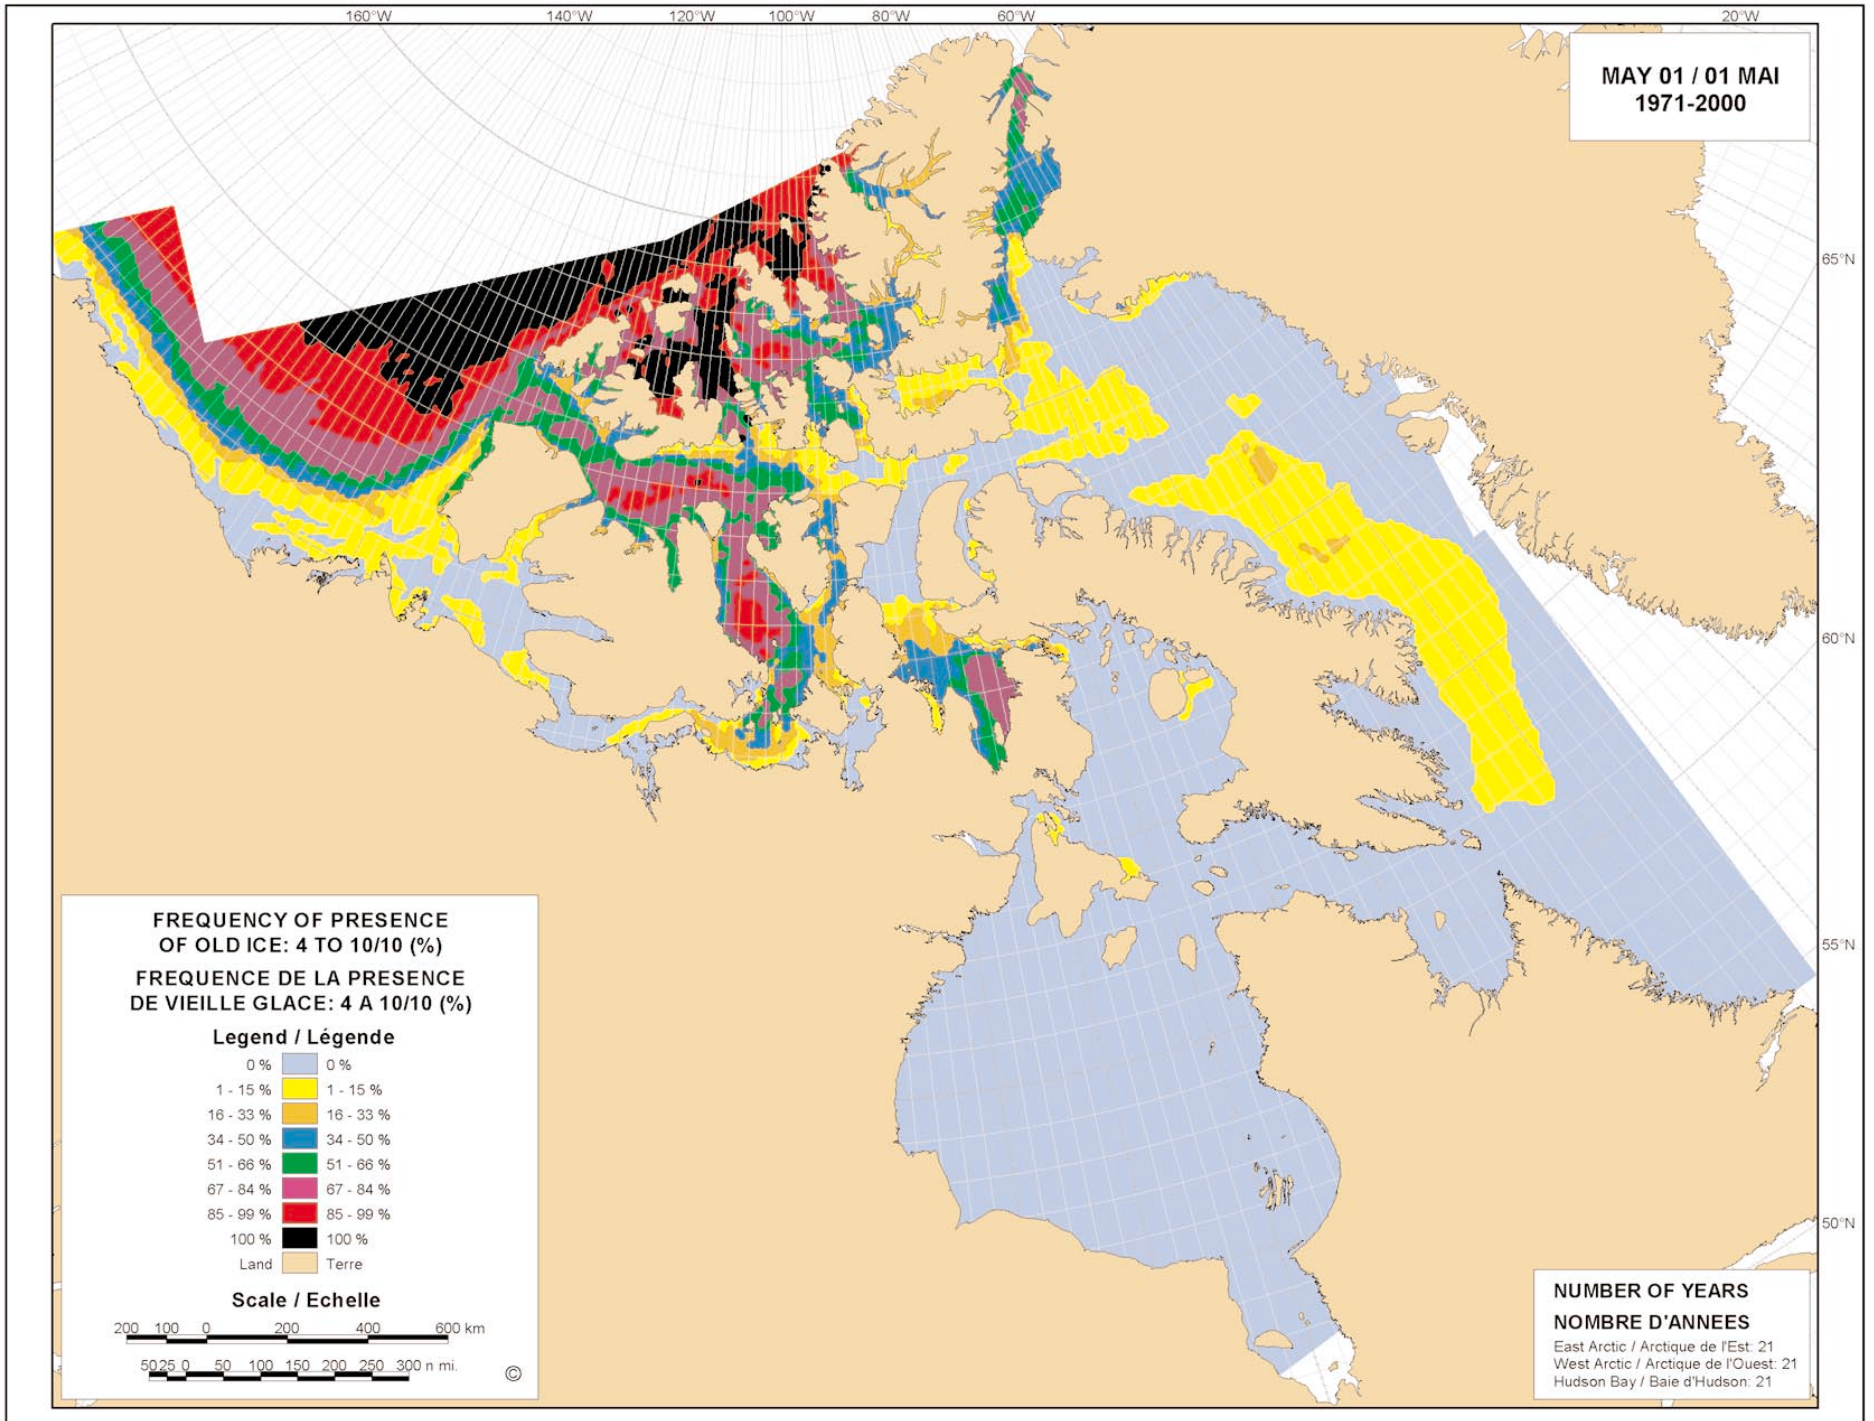 160°W 140°W 120°W 100°W 80°W 60°W 20°W
MAY 01 / 01 MAI
1971-2000
65°N
60°N
55°N
50°N
FREQUENCY OF PRESENCE
OF OLD ICE: 4 TO 10/10 (%)
FREQUENCE DE LA PRESENCE
DE VIEILLE GLACE: 4 A 10/10 (%)
Legend / Légende
0 % 0 %
1 - 15 % 1 - 15 %
16 - 33 % 16 - 33 %
34 - 50 % 34 - 50 %
51 - 66 % 51 - 66 %
67 - 84 % 67 - 84 %
85 - 99 % 85 - 99 %
100 % 100 %
Land Terre
Scale / Echelle
200 100 0 200 400 600 km
50 25 0 50 100 150 200 250 300 n mi.
©
NUMBER OF YEARS
NOMBRE D'ANNEES
East Arctic / Arctique de l'Est: 21
West Arctic / Arctique de l'Ouest: 21
Hudson Bay / Baie d'Hudson: 21